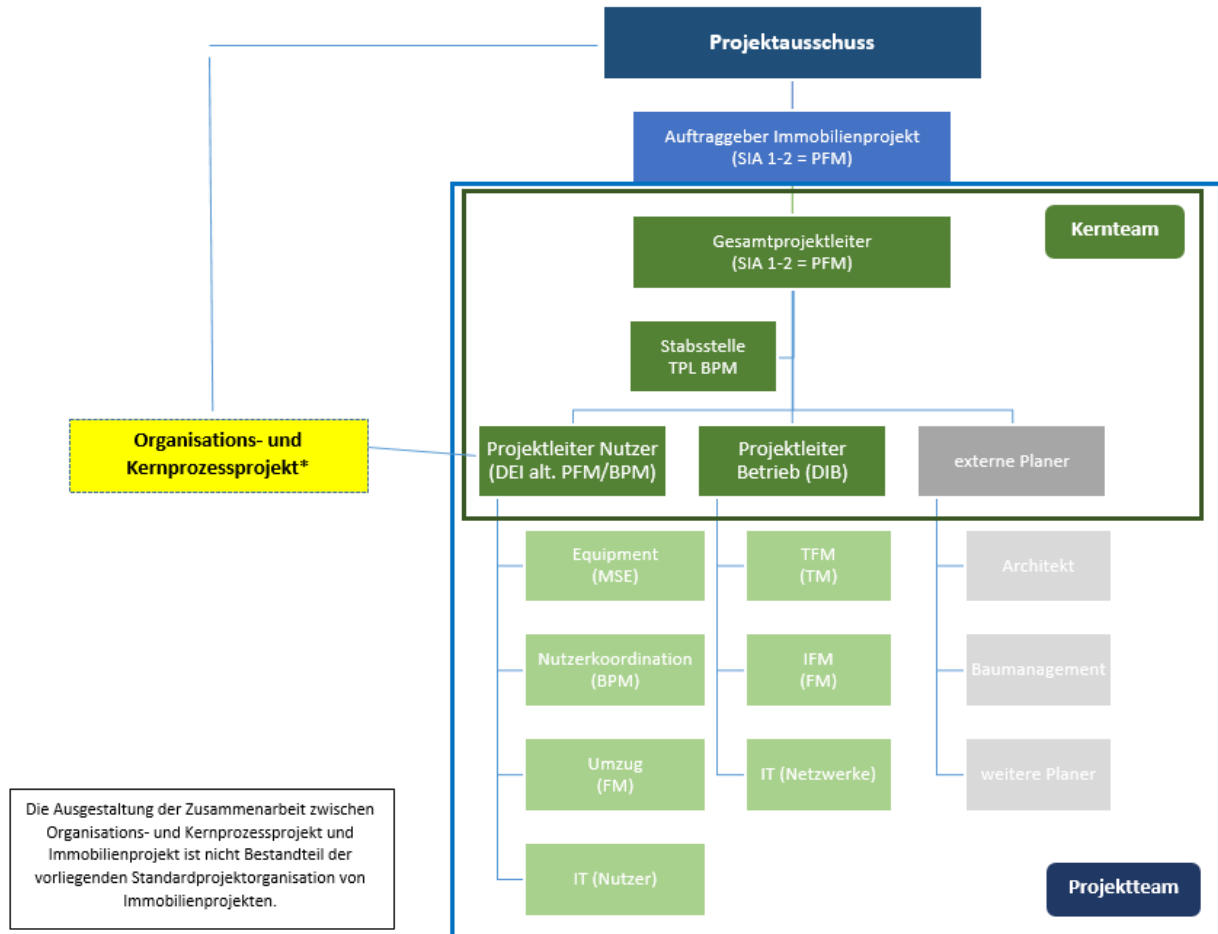 Projektausschuss
Auftraggeber Immobilienprojekt
(SIA 1-2 = PFM)
Kernteam
Gesamtprojektleiter
(SIA 1-2 = PFM)
Stabsstelle
TPL BPM
Organisations- und
Kernprozessprojekt*
Projektleiter Nutzer
(DEI alt. PFM/BPM)
Projektleiter
Betrieb (DIB)
externe Planer
Equipment
(MSE)
TFM
(TM)
Architekt
Nutzerkoordination
(BPM)
IFM
(FM)
Baumanagement
Umzug
(FM)
IT (Netzwerke)
weitere Planer
IT (Nutzer)
Die Ausgestaltung der Zusammenarbeit zwischen
Organisations- und Kernprozessprojekt und
Immobilienprojekt ist nicht Bestandteil der
vorliegenden Standardprojektorganisation von
Immobilienprojekten.
Projektteam